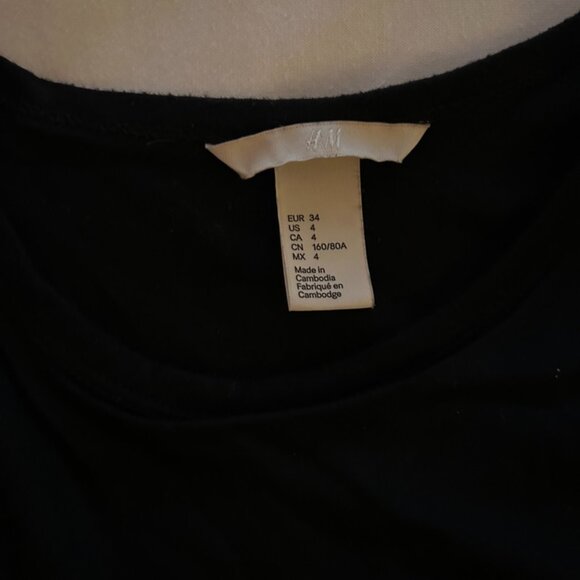 H&M
EUR 34
US 4
CA 4
CN 160/80A
MX 4
Made in
Cambodia
Fabriqué en
Cambodge